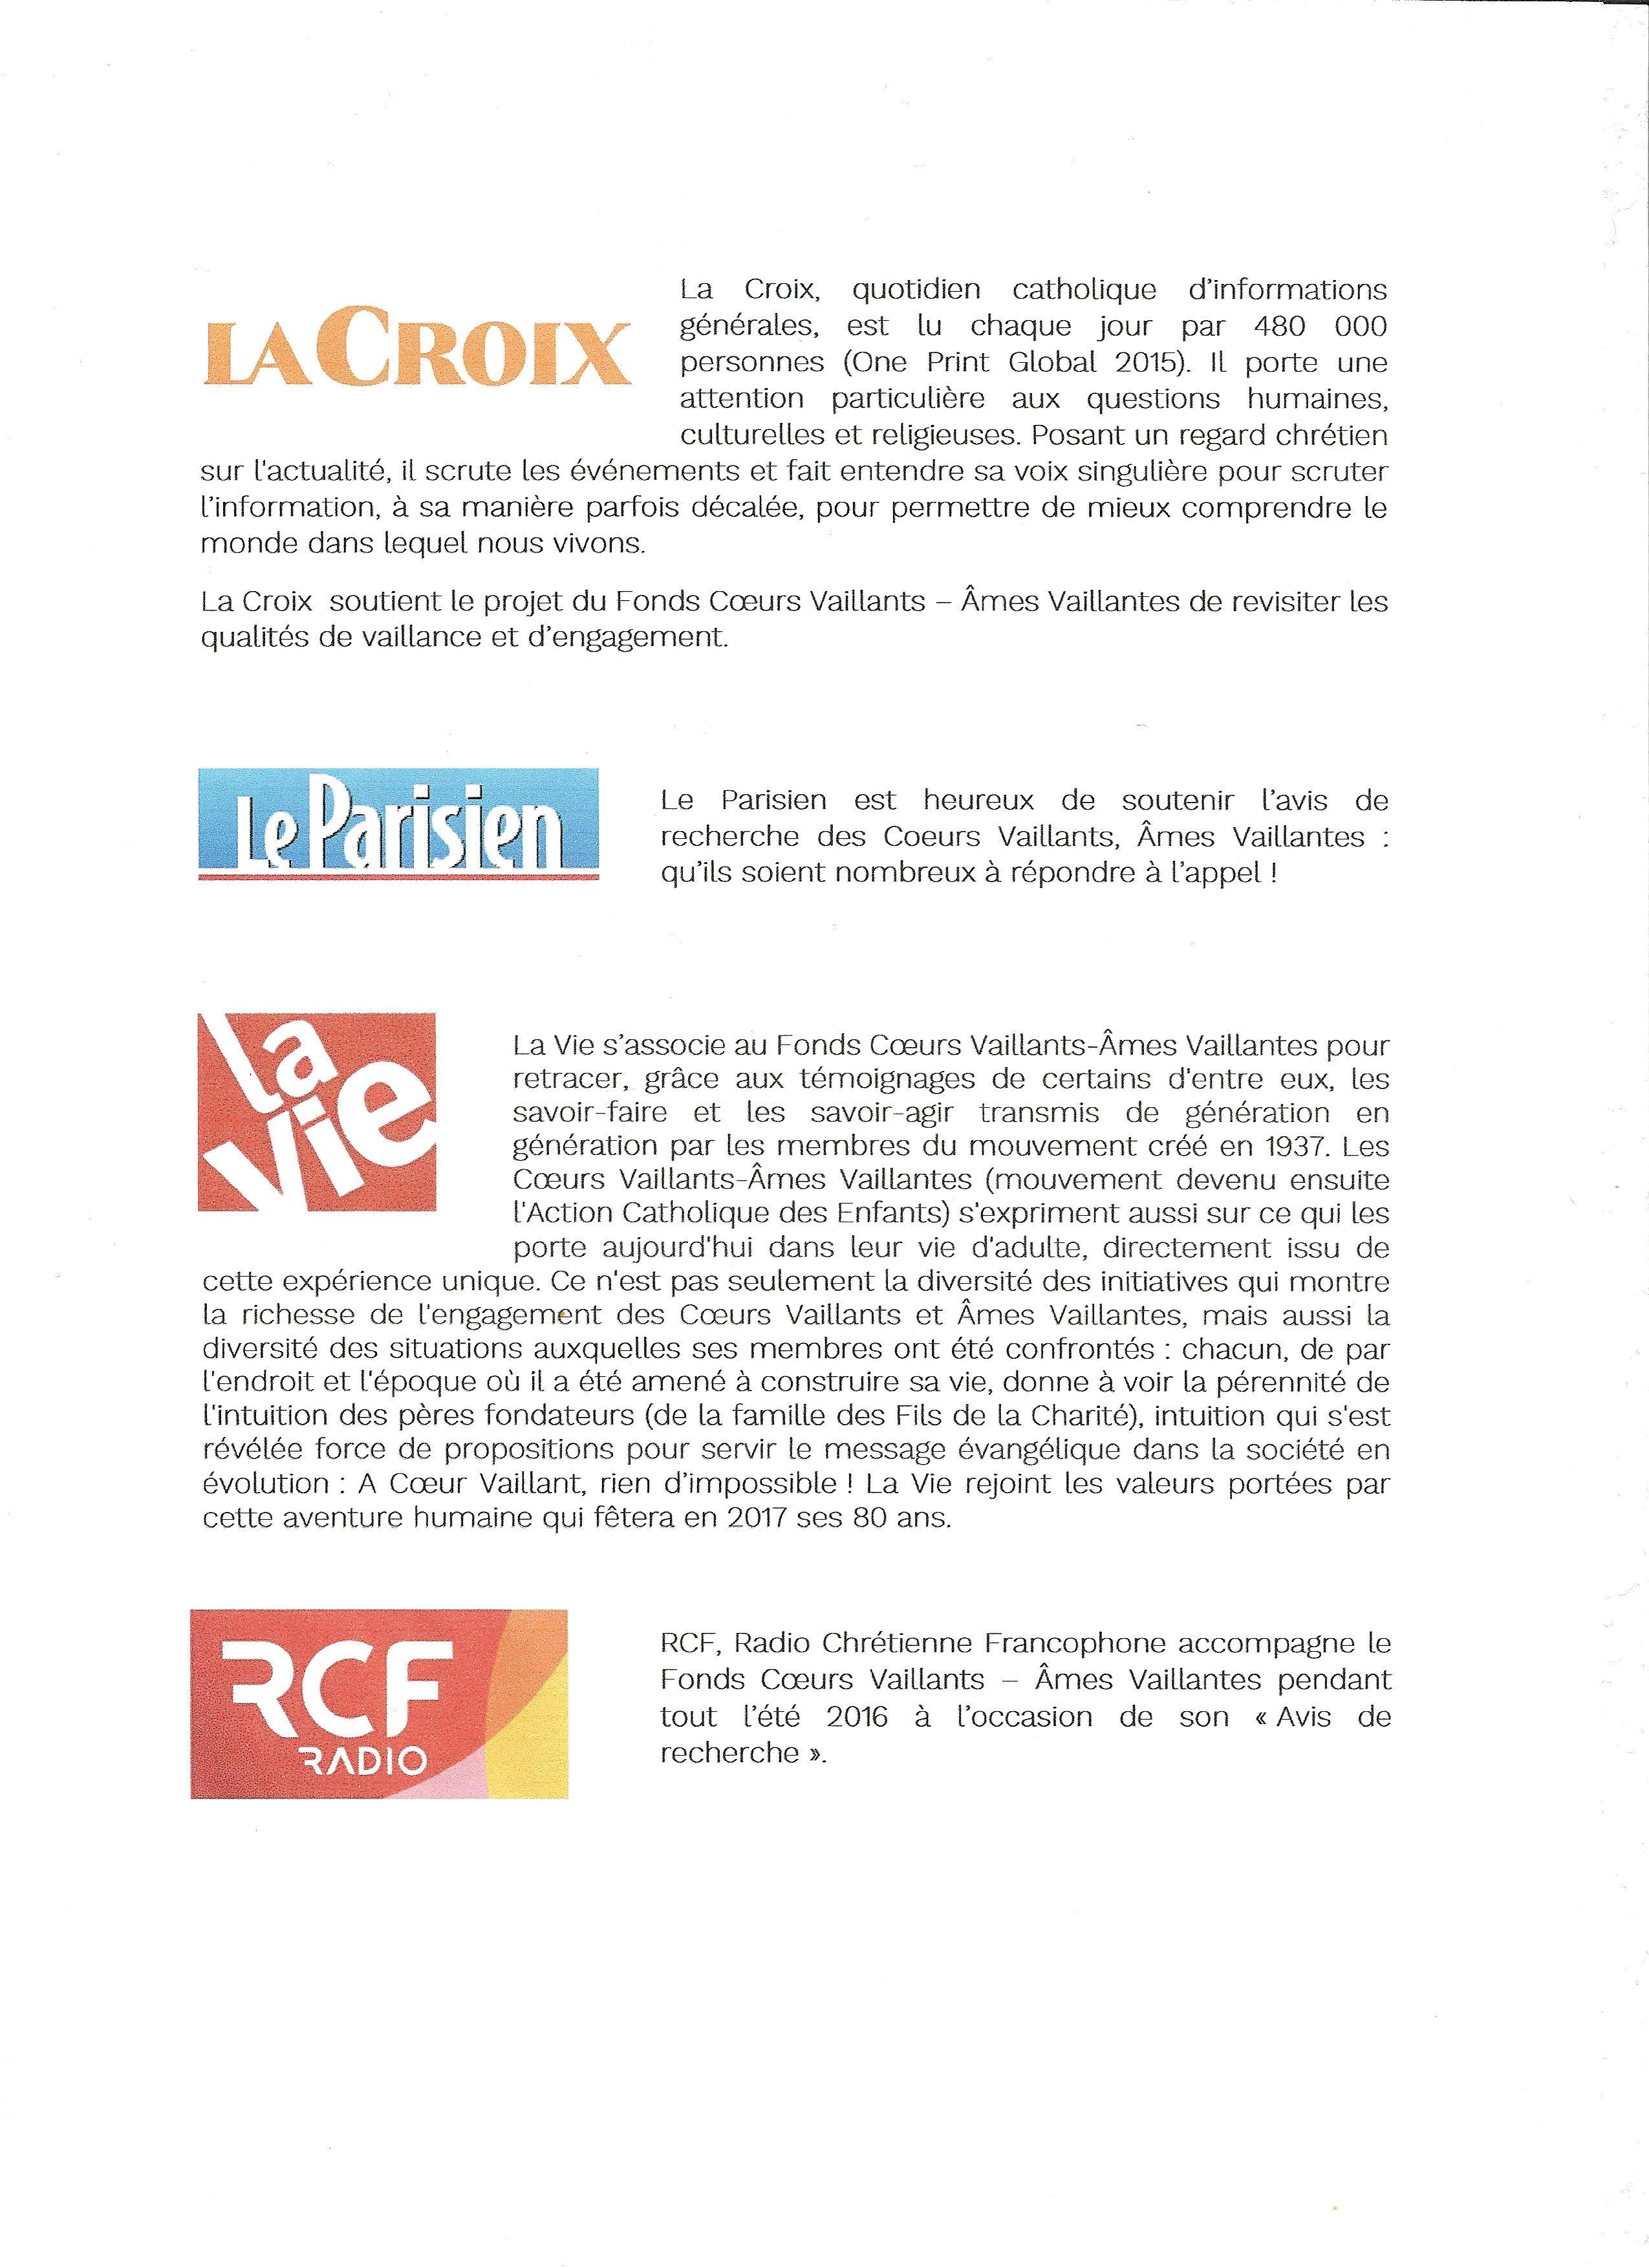 LA CROIX
La Croix, quotidien catholique d'informations
générales, est lu chaque jour par 480 000
personnes (One Print Global 2015). Il porte une
attention particulière aux questions humaines,
culturelles et religieuses. Posant un regard chrétien
sur l'actualité, il scrute les événements et fait entendre sa voix singulière pour scruter
l'information, à sa manière parfois décalée, pour permettre de mieux comprendre le
monde dans lequel nous vivons.
La Croix soutient le projet du Fonds Cœurs Vaillants – Âmes Vaillantes de revisiter les
qualités de vaillance et d'engagement.
Le Parisien
Le Parisien est heureux de soutenir l'avis de
recherche des Coeurs Vaillants, Âmes Vaillantes :
qu'ils soient nombreux à répondre à l'appel !
la
vie
La Vie s'associe au Fonds Cœurs Vaillants-Âmes Vaillantes pour
retracer, grâce aux témoignages de certains d'entre eux, les
savoir-faire et les savoir-agir transmis de génération en
génération par les membres du mouvement créé en 1937. Les
Cœurs Vaillants-Âmes Vaillantes (mouvement devenu ensuite
l'Action Catholique des Enfants) s'expriment aussi sur ce qui les
porte aujourd'hui dans leur vie d'adulte, directement issu de
cette expérience unique. Ce n'est pas seulement la diversité des initiatives qui montre
la richesse de l'engagement des Cœurs Vaillants et Âmes Vaillantes, mais aussi la
diversité des situations auxquelles ses membres ont été confrontés : chacun, de par
l'endroit et l'époque où il a été amené à construire sa vie, donne à voir la pérennité de
l'intuition des pères fondateurs (de la famille des Fils de la Charité), intuition qui s'est
révélée force de propositions pour servir le message évangélique dans la société en
évolution : A Cœur Vaillant, rien d'impossible ! La Vie rejoint les valeurs portées par
cette aventure humaine qui fêtera en 2017 ses 80 ans.
RCF
RADIO
RCF, Radio Chrétienne Francophone accompagne le
Fonds Cœurs Vaillants – Âmes Vaillantes pendant
tout l'été 2016 à l'occasion de son « Avis de
recherche ».